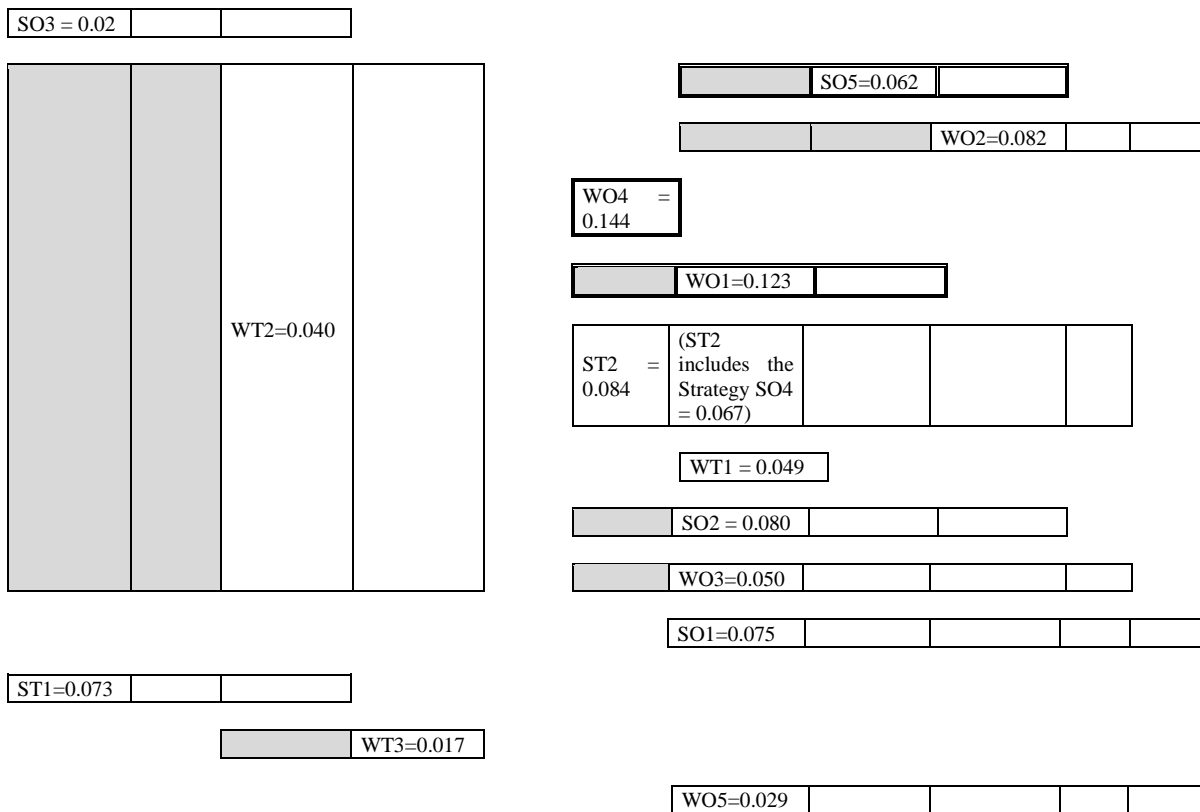 SO3 = 0.02
SO5=0.062
WO2=0.082
WO4 =
0.144
WO1=0.123
WT2=0.040
ST2 =
0.084
(ST2
includes the
Strategy SO4
= 0.067)
WT1 = 0.049
SO2 = 0.080
WO3=0.050
SO1=0.075
ST1=0.073
WT3=0.017
WO5=0.029